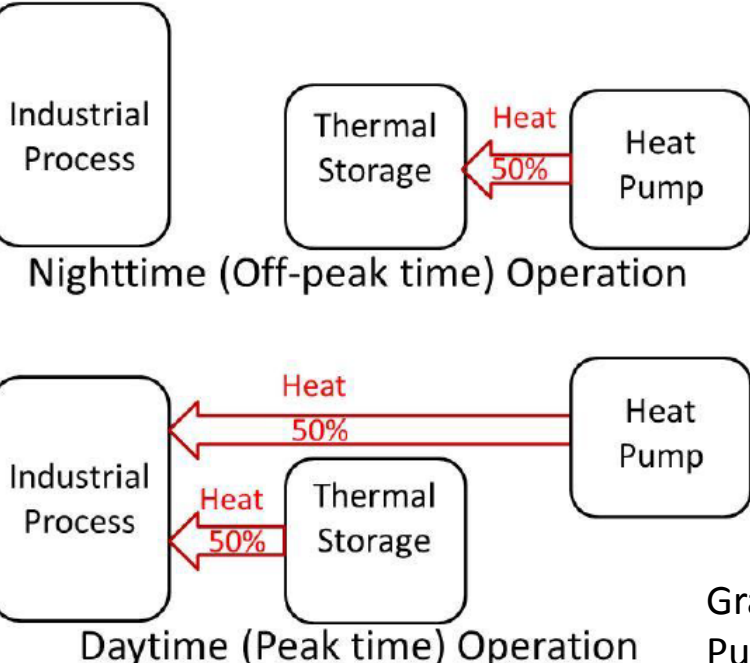 Industrial
Process
Thermal
Storage
Heat
50%
Heat
Pump
Nighttime (Off-peak time) Operation
Heat
50%
Heat
Pump
Industrial
Process
Heat
50%
Thermal
Storage
Daytime (Peak time) Operation